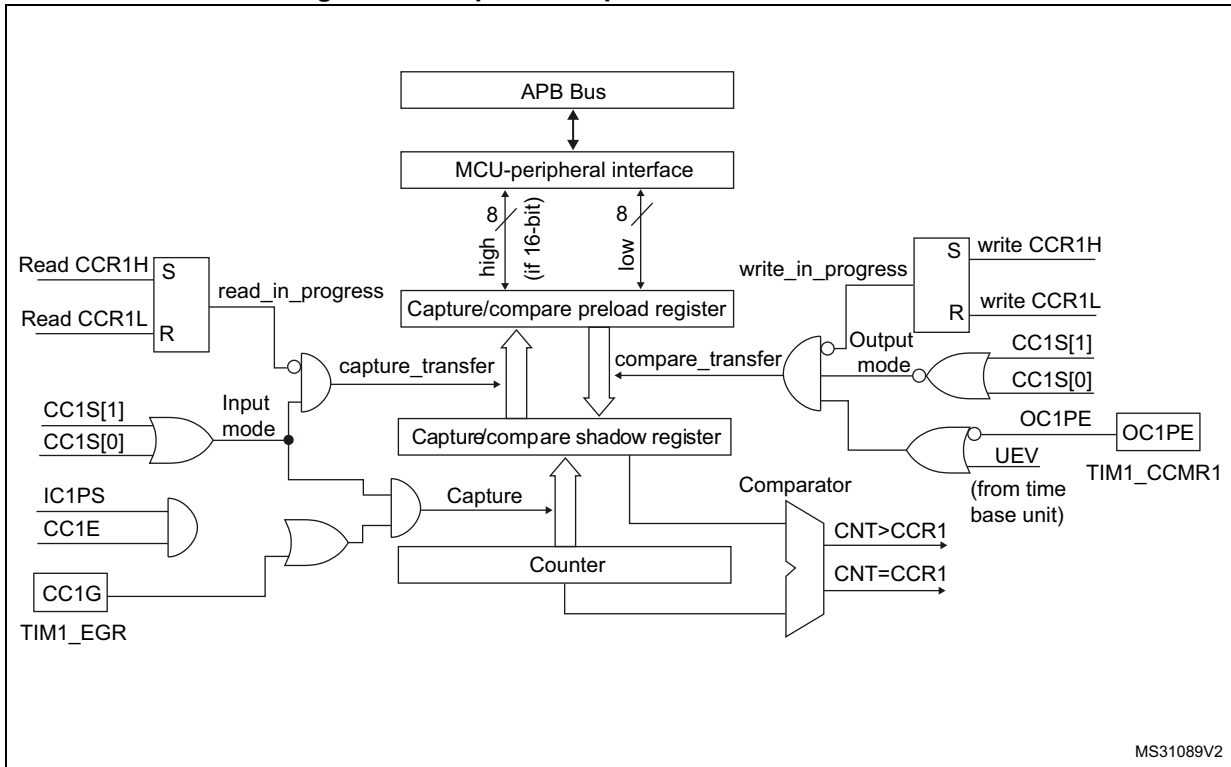 APB Bus
MCU-peripheral interface
8
high
(if 16-bit)
8
low
Read CCR1H
S
read_in_progress
Read CCR1L
R
write_in_progress
S
write CCR1H
R
write CCR1L
Capture/compare preload register
capture_transfer
compare_transfer
Output
mode
CC1S[1]
CC1S[0]
CC1S[1]
CC1S[0]
Input
mode
Capture/compare shadow register
OC1PE
OC1PE
UEV
TIM1_CCMR1
(from time
base unit)
IC1PS
CC1E
Capture
Comparator
CNT>CCR1
Counter
CNT=CCR1
CC1G
TIM1_EGR
MS31089V2